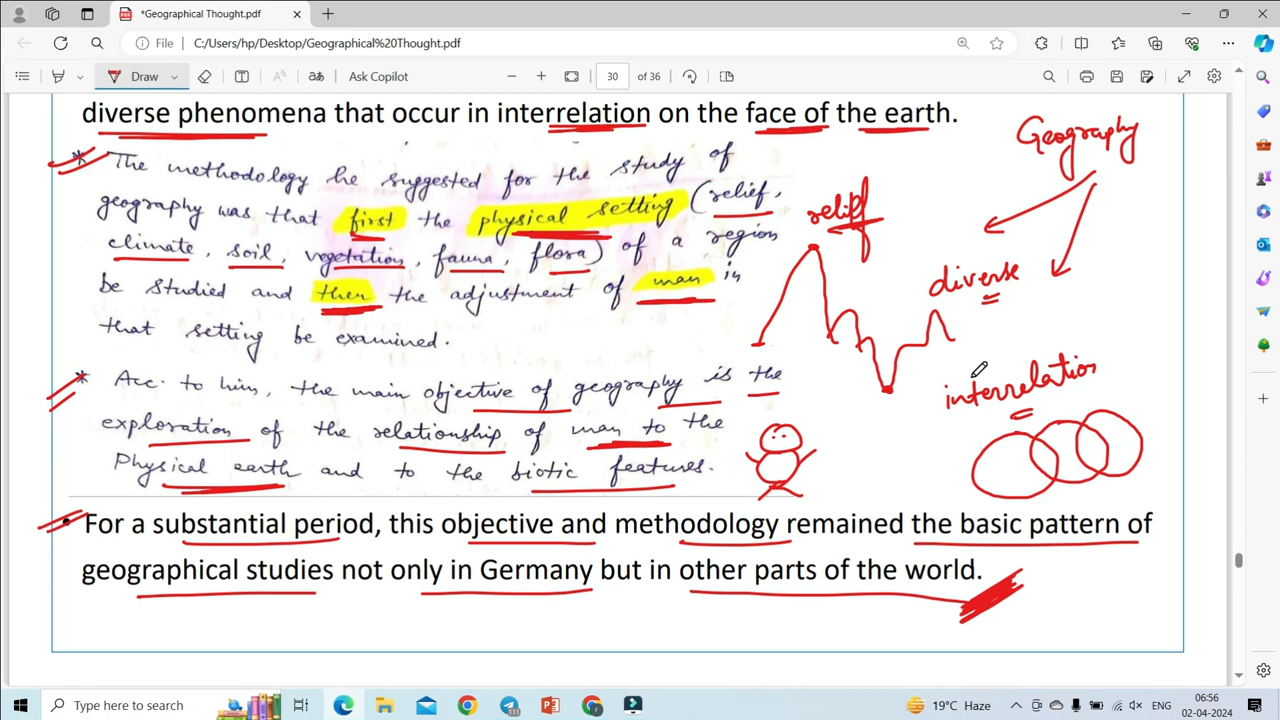 *Geographical Thought.pdf
File C:/Users/hp/Desktop/Geographical%20Thought.pdf
Draw Ask Copilot 30 of 36
diverse phenomena that occur in interrelation on the face of the earth.
* The methodology he suggested for the study of
geography was that first the physical setting (relief,
climate, soil, vegetation, fauna, flora) of a region
be studied and then the adjustment of man in
that setting be examined.
* Acc. to him, the main objective of geography is the
exploration of the relationship of man to the
Physical earth and to the biotic features.
• For a substantial period, this objective and methodology remained the basic pattern of
geographical studies not only in Germany but in other parts of the world.
Geography
relief
diverse
interrelation
Type here to search
19°C Haze
ENG
06:56
02-04-2024